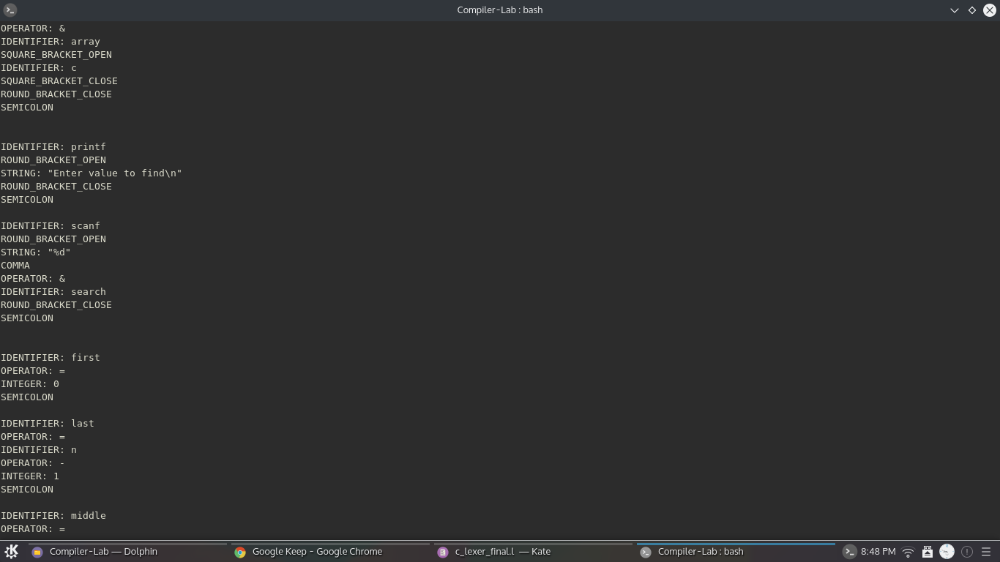 Compiler-Lab : bash
OPERATOR: &
IDENTIFIER: array
SQUARE_BRACKET_OPEN
IDENTIFIER: c
SQUARE_BRACKET_CLOSE
ROUND_BRACKET_CLOSE
SEMICOLON
IDENTIFIER: printf
ROUND_BRACKET_OPEN
STRING: "Enter value to find\n"
ROUND_BRACKET_CLOSE
SEMICOLON
IDENTIFIER: scanf
ROUND_BRACKET_OPEN
STRING: "%d"
COMMA
OPERATOR: &
IDENTIFIER: search
ROUND_BRACKET_CLOSE
SEMICOLON
IDENTIFIER: first
OPERATOR: =
INTEGER: 0
SEMICOLON
IDENTIFIER: last
OPERATOR: =
IDENTIFIER: n
OPERATOR: -
INTEGER: 1
SEMICOLON
IDENTIFIER: middle
OPERATOR: =
Compiler-Lab — Dolphin Google Keep - Google Chrome c_lexer_final.l — Kate Compiler-Lab : bash 8:48 PM